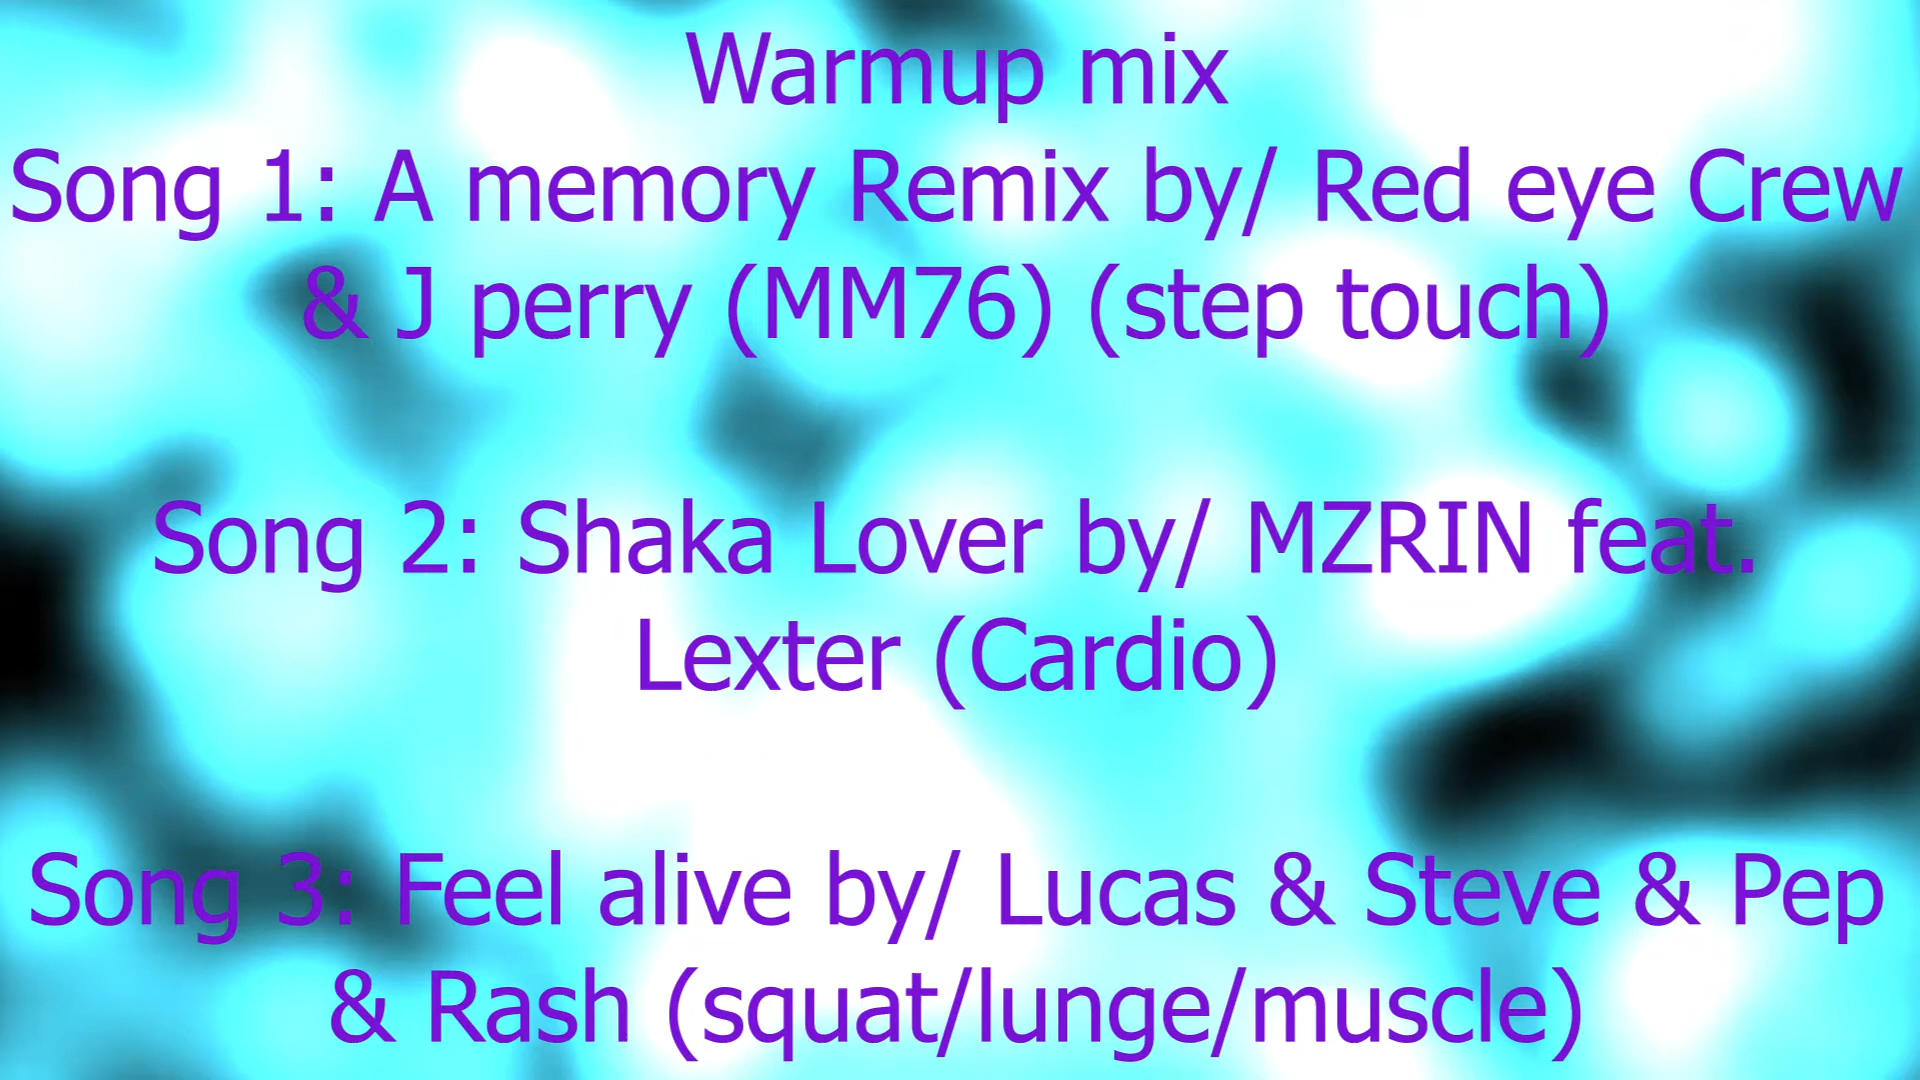 Warmup mix
Song 1: A memory Remix by/ Red eye Crew
& J perry (MM76) (step touch)
Song 2: Shaka Lover by/ MZRIN feat.
Lexter (Cardio)
Song 3: Feel alive by/ Lucas & Steve & Pep
& Rash (squat/lunge/muscle)